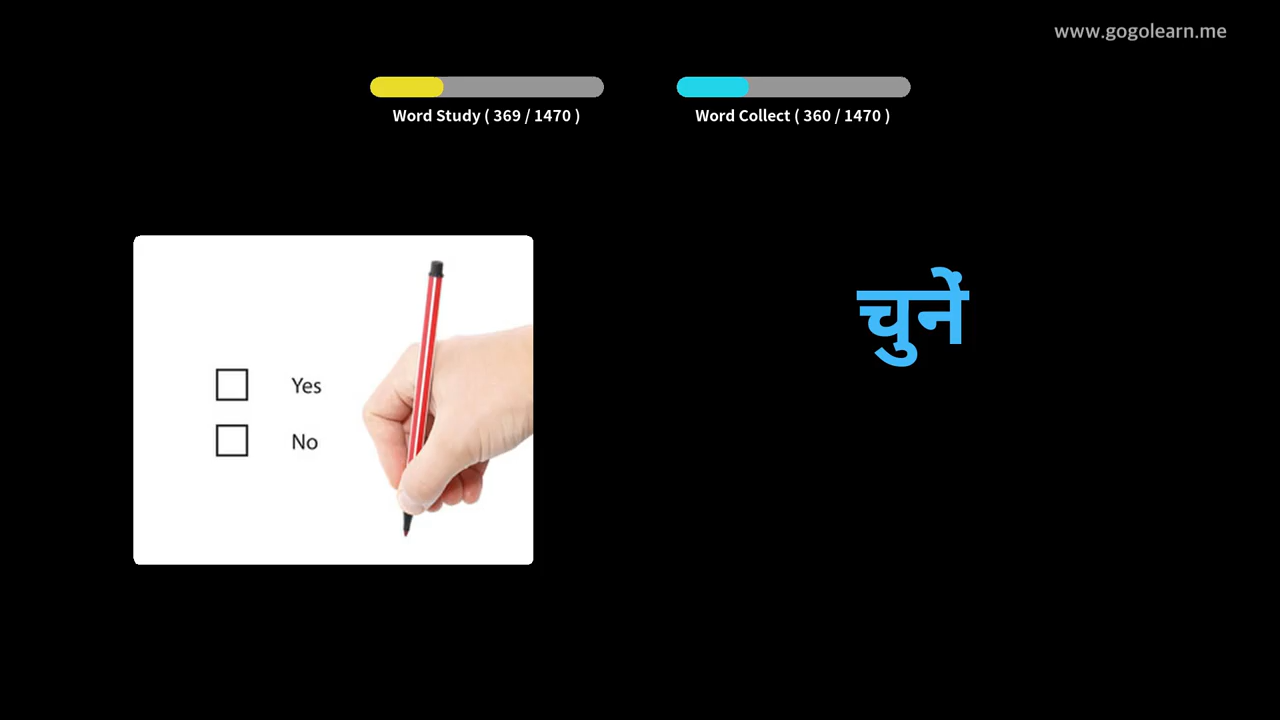 www.gogolearn.me
Word Study ( 369 / 1470 )
Word Collect ( 360 / 1470 )
चुनें
Yes
No